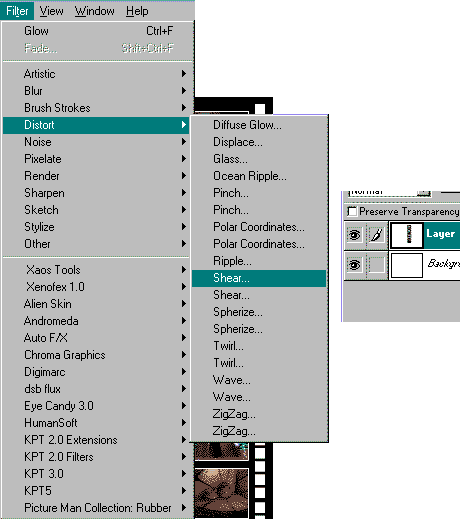 Filter View Window Help
Glow Ctrl+F
Fade... Shift+Ctrl+F
Artistic
Blur
Brush Strokes
Distort
Noise
Pixelate
Render
Sharpen
Sketch
Stylize
Other
Xaos Tools
Xenofex 1.0
Alien Skin
Andromeda
Auto F/X
Chroma Graphics
Digimarc
dsb flux
Eye Candy 3.0
HumanSoft
KPT 2.0 Extensions
KPT 2.0 Filters
KPT 3.0
KPT5
Picture Man Collection: Rubber
Diffuse Glow...
Displace...
Glass...
Ocean Ripple...
Pinch...
Pinch...
Polar Coordinates...
Polar Coordinates...
Ripple...
Shear...
Shear...
Spherize...
Spherize...
Twirl...
Twirl...
Wave...
Wave...
ZigZag...
ZigZag...
Normal
Preserve Transparency
Layer
Backgr